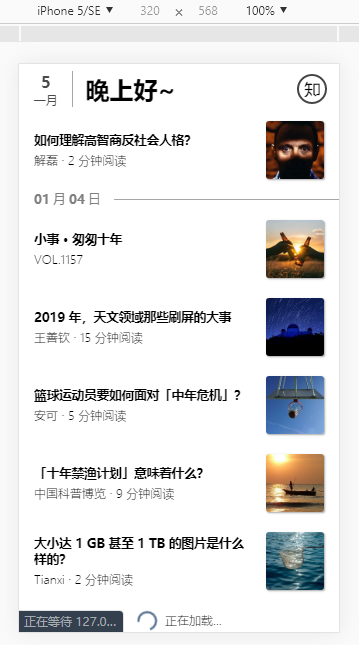 iPhone 5/SE ▼ 320 × 568 100% ▼
5
一月
晚上好~
知
如何理解高智商反社会人格？
解磊 · 2 分钟阅读
01 月 04 日
小事 · 匆匆十年
VOL.1157
2019 年，天文领域那些刷屏的大事
王善钦 · 15 分钟阅读
篮球运动员要如何面对「中年危机」？
安可 · 5 分钟阅读
「十年禁渔计划」意味着什么？
中国科普博览 · 9 分钟阅读
大小达 1 GB 甚至 1 TB 的图片是什么
样的？
Tianxi · 2 分钟阅读
正在等待 127.0...
正在加载...